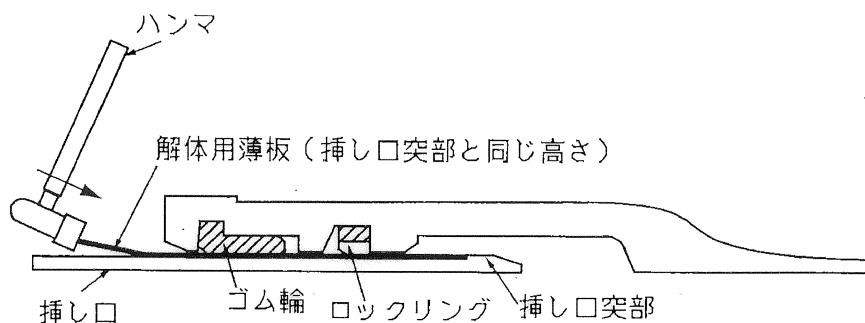 ハンマ
解体用薄板（挿し口突部と同じ高さ）
挿し口
ゴム輪
ロックリング
挿し口突部